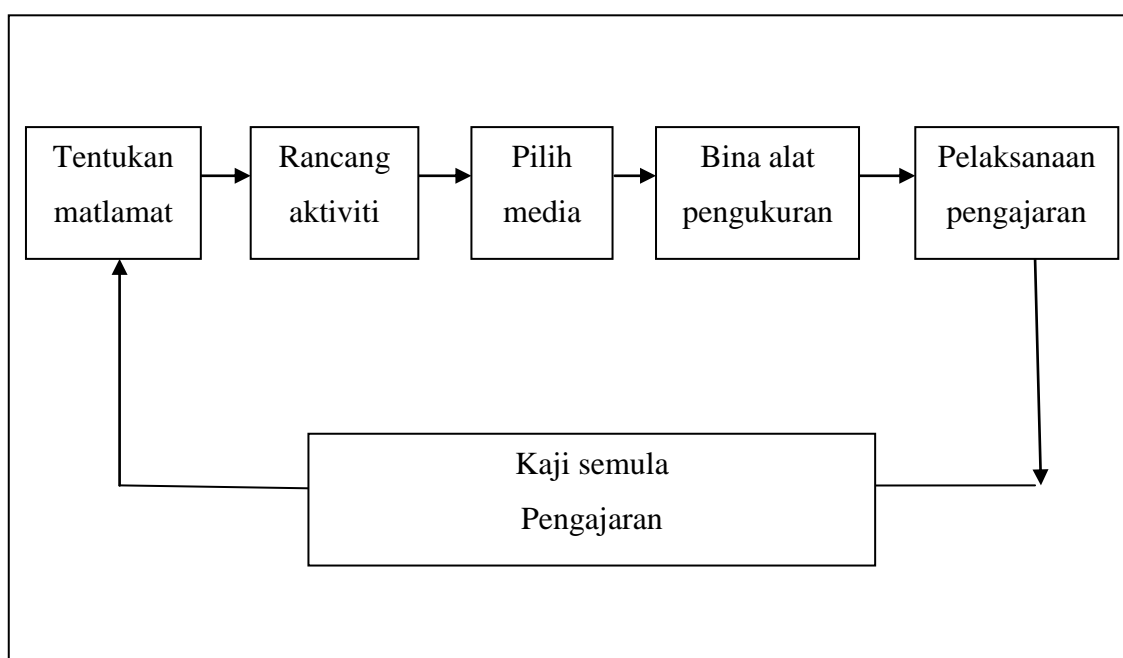 Tentukan
matlamat
Rancang
aktiviti
Pilih
media
Bina alat
pengukuran
Pelaksanaan
pengajaran
Kaji semula
Pengajaran